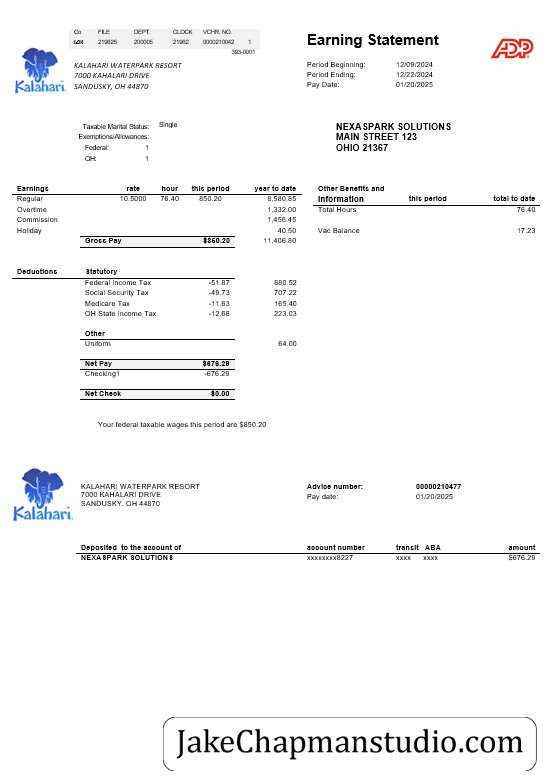 Co FILE DEPT. CLOCK VCHR. NO.
219825 200005 21982 0000210042 1
393-0001
Earning Statement
ADP
Kalahari
KALAHARI WATERPARK RESORT
7000 KAHALARI DRIVE
SANDUSKY, OH 44870
Period Beginning: 12/09/2024
Period Ending: 12/22/2024
Pay Date: 01/20/2025
Taxable Marital Status: Single
Exemptions/Allowances:
Federal: 1
OH: 1
NEXASPARK SOLUTIONS
MAIN STREET 123
OHIO 21367
Earnings rate hour this period year to date
Regular 10.5000 76.40 850.20 8,580.85
Overtime 1,332.00
Commission 1,456.45
Holiday 40.50
Gross Pay $850.20 11,406.80
Other Benefits and
Information this period total to date
Total Hours 76.40
Vac Balance 17.23
Deductions Statutory
Federal Income Tax -51.87 880.52
Social Security Tax -49.73 707.22
Medicare Tax -11.63 165.40
OH State Income Tax -12.68 223.03
Other
Uniform 64.00
Net Pay $676.29
Checking1 -676.29
Net Check $0.00
Your federal taxable wages this period are $850.20
Kalahari.
KALAHARI WATERPARK RESORT
7000 KAHALARI DRIVE
SANDUSKY, OH 44870
Advice number: 00000210477
Pay date: 01/20/2025
Deposited to the account of account number transit ABA amount
NEXASPARK SOLUTIONS xxxxxxxx8227 xxxx xxxx $676.29
JakeChapmanstudio.com